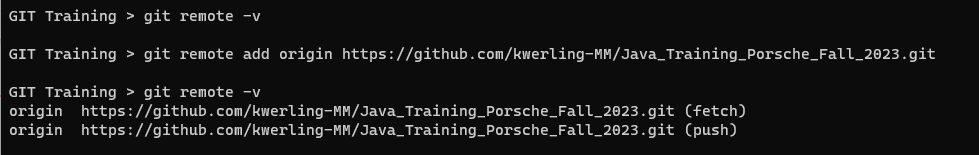 GIT Training > git remote -v
GIT Training > git remote add origin https://github.com/kwerling-MM/Java_Training_Porsche_Fall_2023.git
GIT Training > git remote -v
origin  https://github.com/kwerling-MM/Java_Training_Porsche_Fall_2023.git (fetch)
origin  https://github.com/kwerling-MM/Java_Training_Porsche_Fall_2023.git (push)